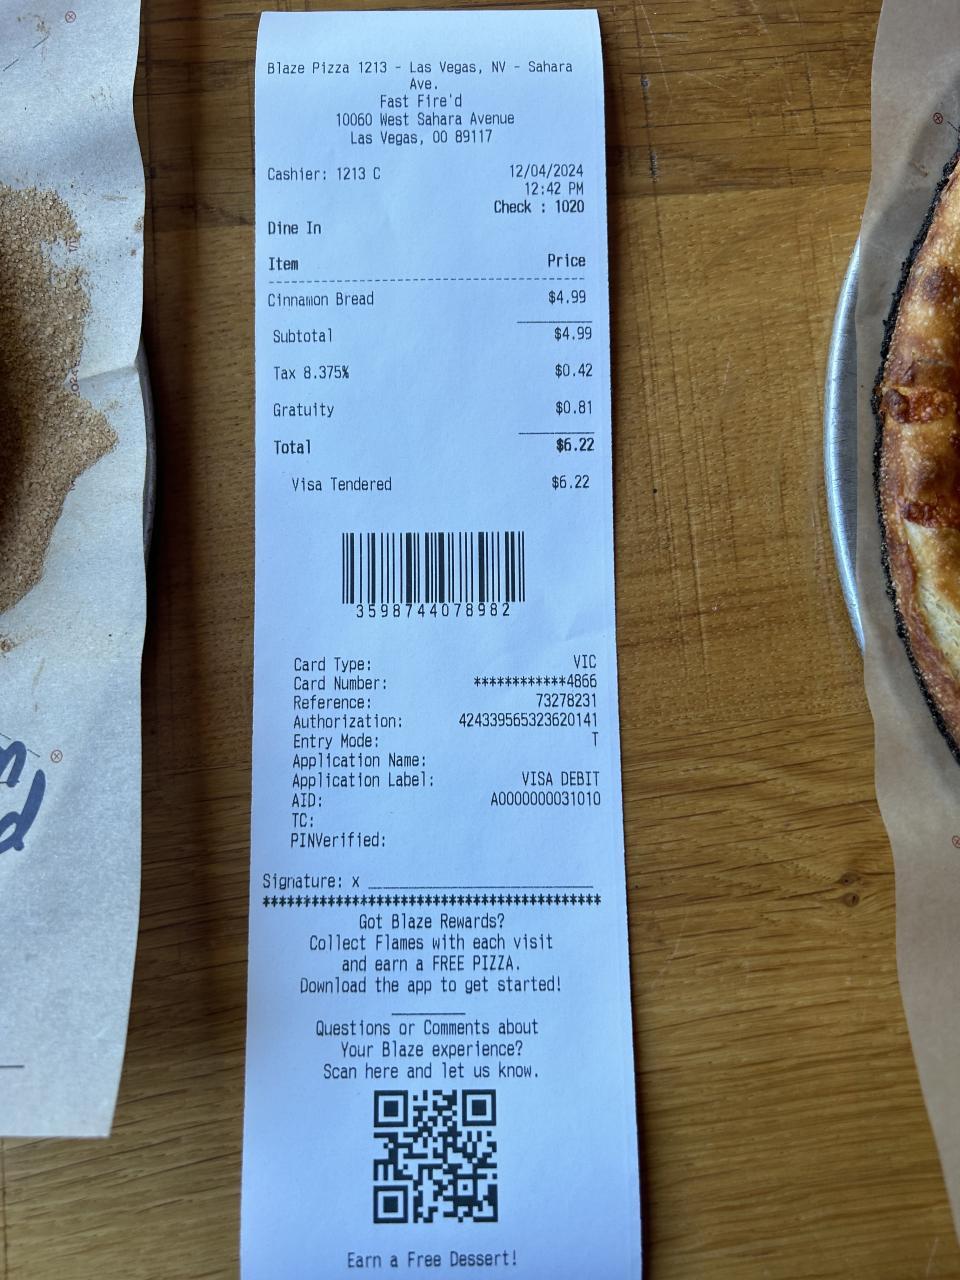 Blaze Pizza 1213 - Las Vegas, NV - Sahara
Ave.
Fast Fire'd
10060 West Sahara Avenue
Las Vegas, OO 89117
Cashier: 1213 C 12/04/2024
12:42 PM
Check : 1020
Dine In
Item Price
Cinnamon Bread $4.99
Subtotal $4.99
Tax 8.375% $0.42
Gratuity $0.81
Total $6.22
Visa Tendered $6.22
3598744078982
Card Type: VIC
Card Number: ************4866
Reference: 73278231
Authorization: 424339565323620141
Entry Mode: T
Application Name:
Application Label: VISA DEBIT
AID: A0000000031010
TC:
PINVerified:
Signature: x
****************************************
Got Blaze Rewards?
Collect Flames with each visit
and earn a FREE PIZZA.
Download the app to get started!
Questions or Comments about
Your Blaze experience?
Scan here and let us know.
Earn a Free Dessert!